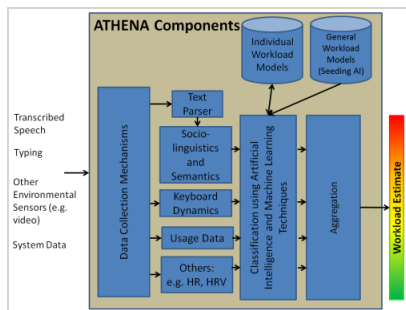 ATHENA Components
Individual
Workload
Models
General
Workload
Models
(Seeding AI)
Transcribed
Speech
Typing
Other
Environmental
Sensors (e.g.
video)
System Data
Data Collection Mechanisms
Text
Parser
Socio-
linguistics and
Semantics
Keyboard
Dynamics
Usage Data
Others:
e.g. HR, HRV
Classification using Artificial
Intelligence and Machine Learning
Techniques
Aggregation
Workload Estimate